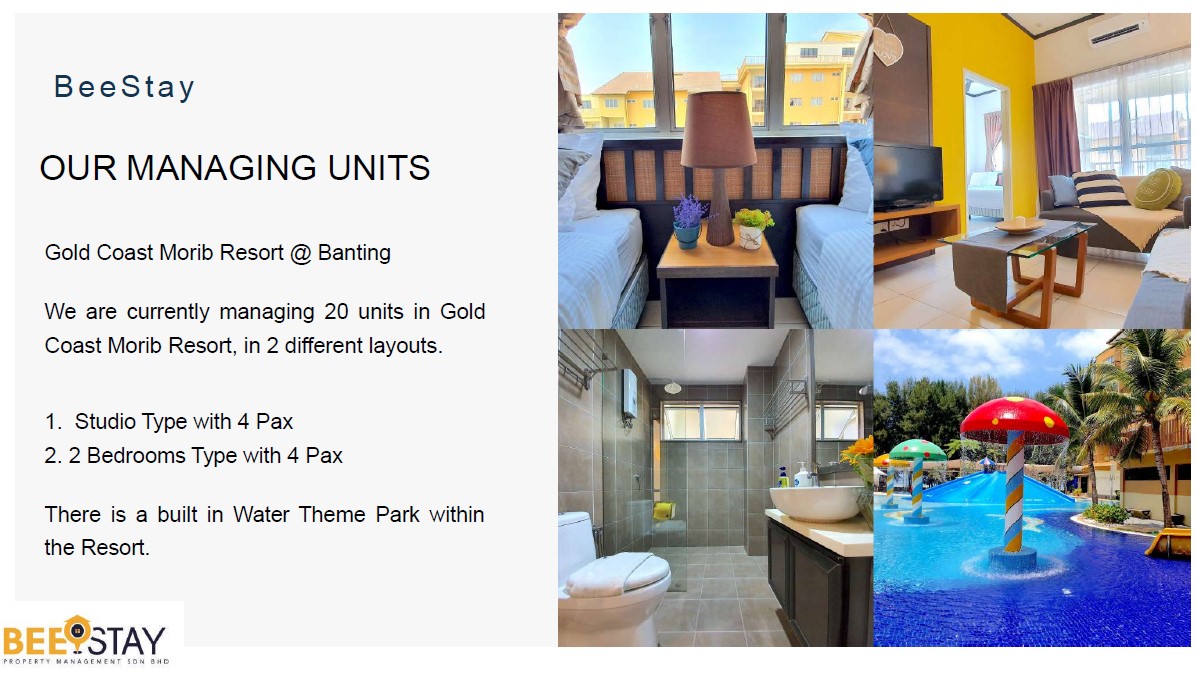 BeeStay
OUR MANAGING UNITS
Gold Coast Morib Resort @ Banting
We are currently managing 20 units in Gold
Coast Morib Resort, in 2 different layouts.
1. Studio Type with 4 Pax
2. 2 Bedrooms Type with 4 Pax
There is a built in Water Theme Park within
the Resort.
BEE STAY
PROPERTY MANAGEMENT SDN BHD